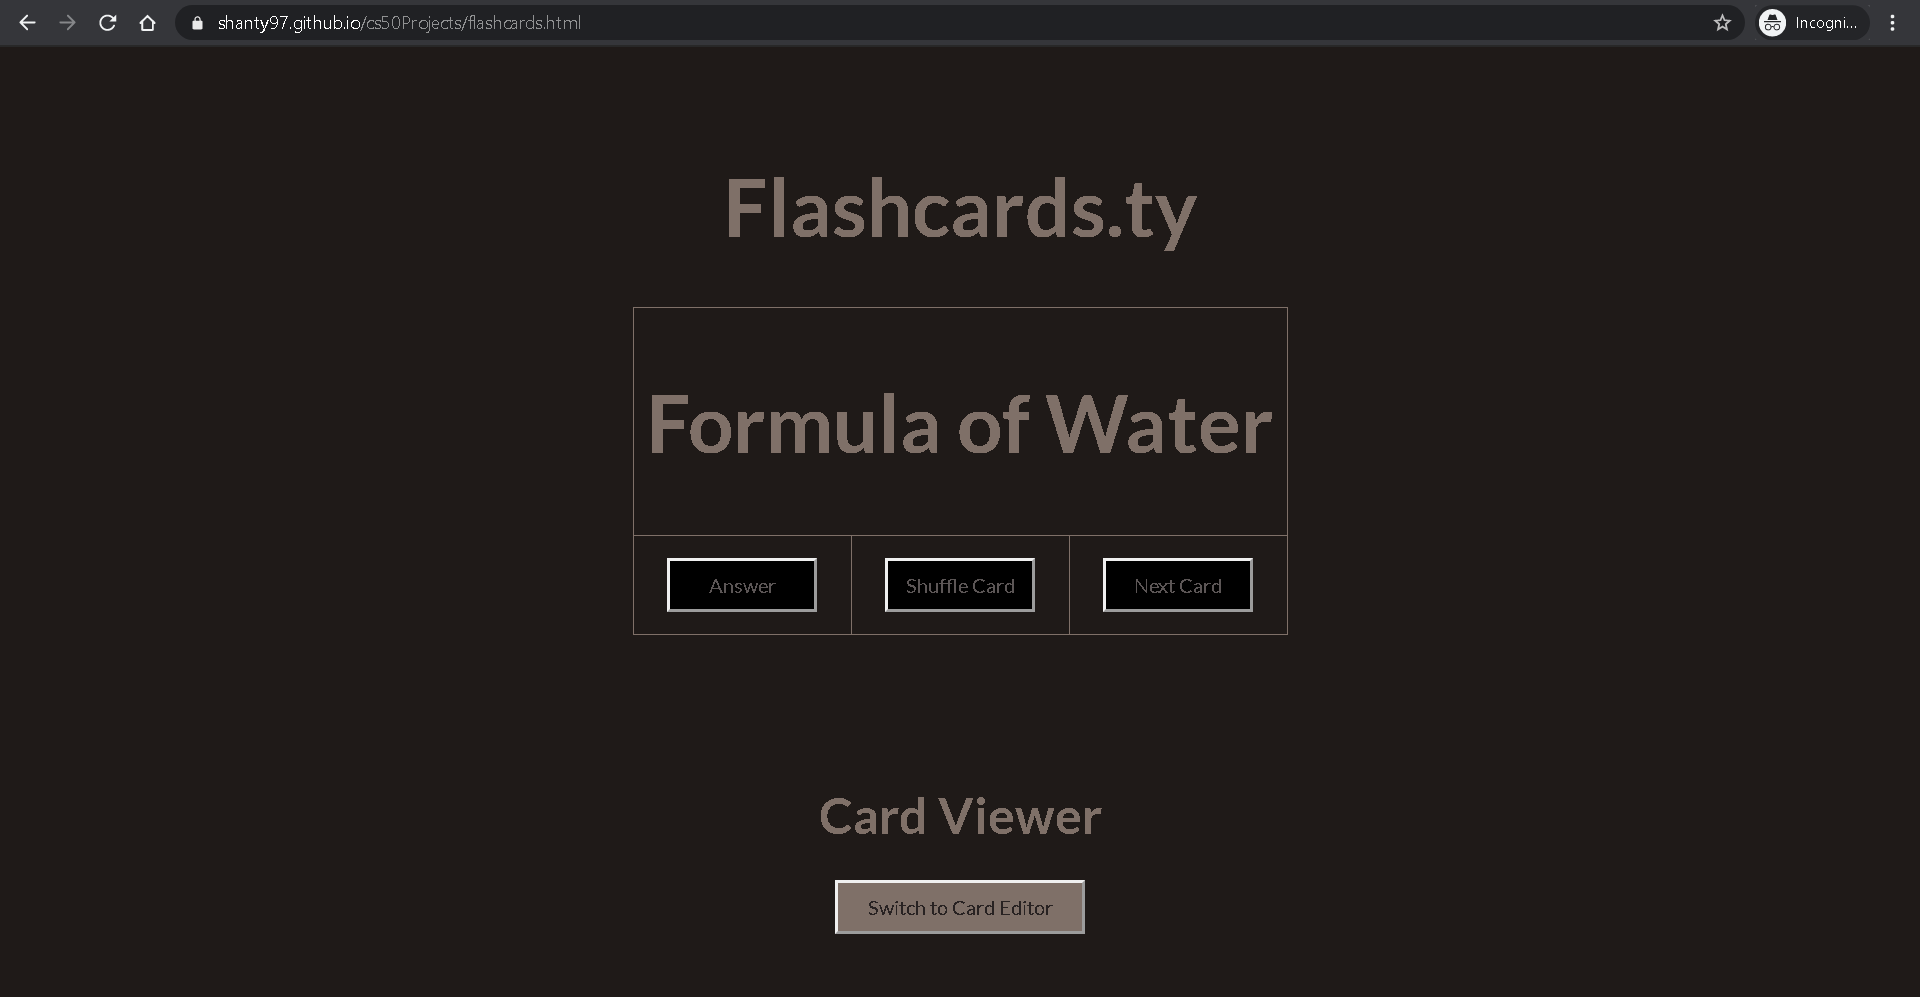 shanty97.github.io/cs50Projects/flashcards.html
Incogni...
Flashcards.ty
Formula of Water
Answer
Shuffle Card
Next Card
Card Viewer
Switch to Card Editor